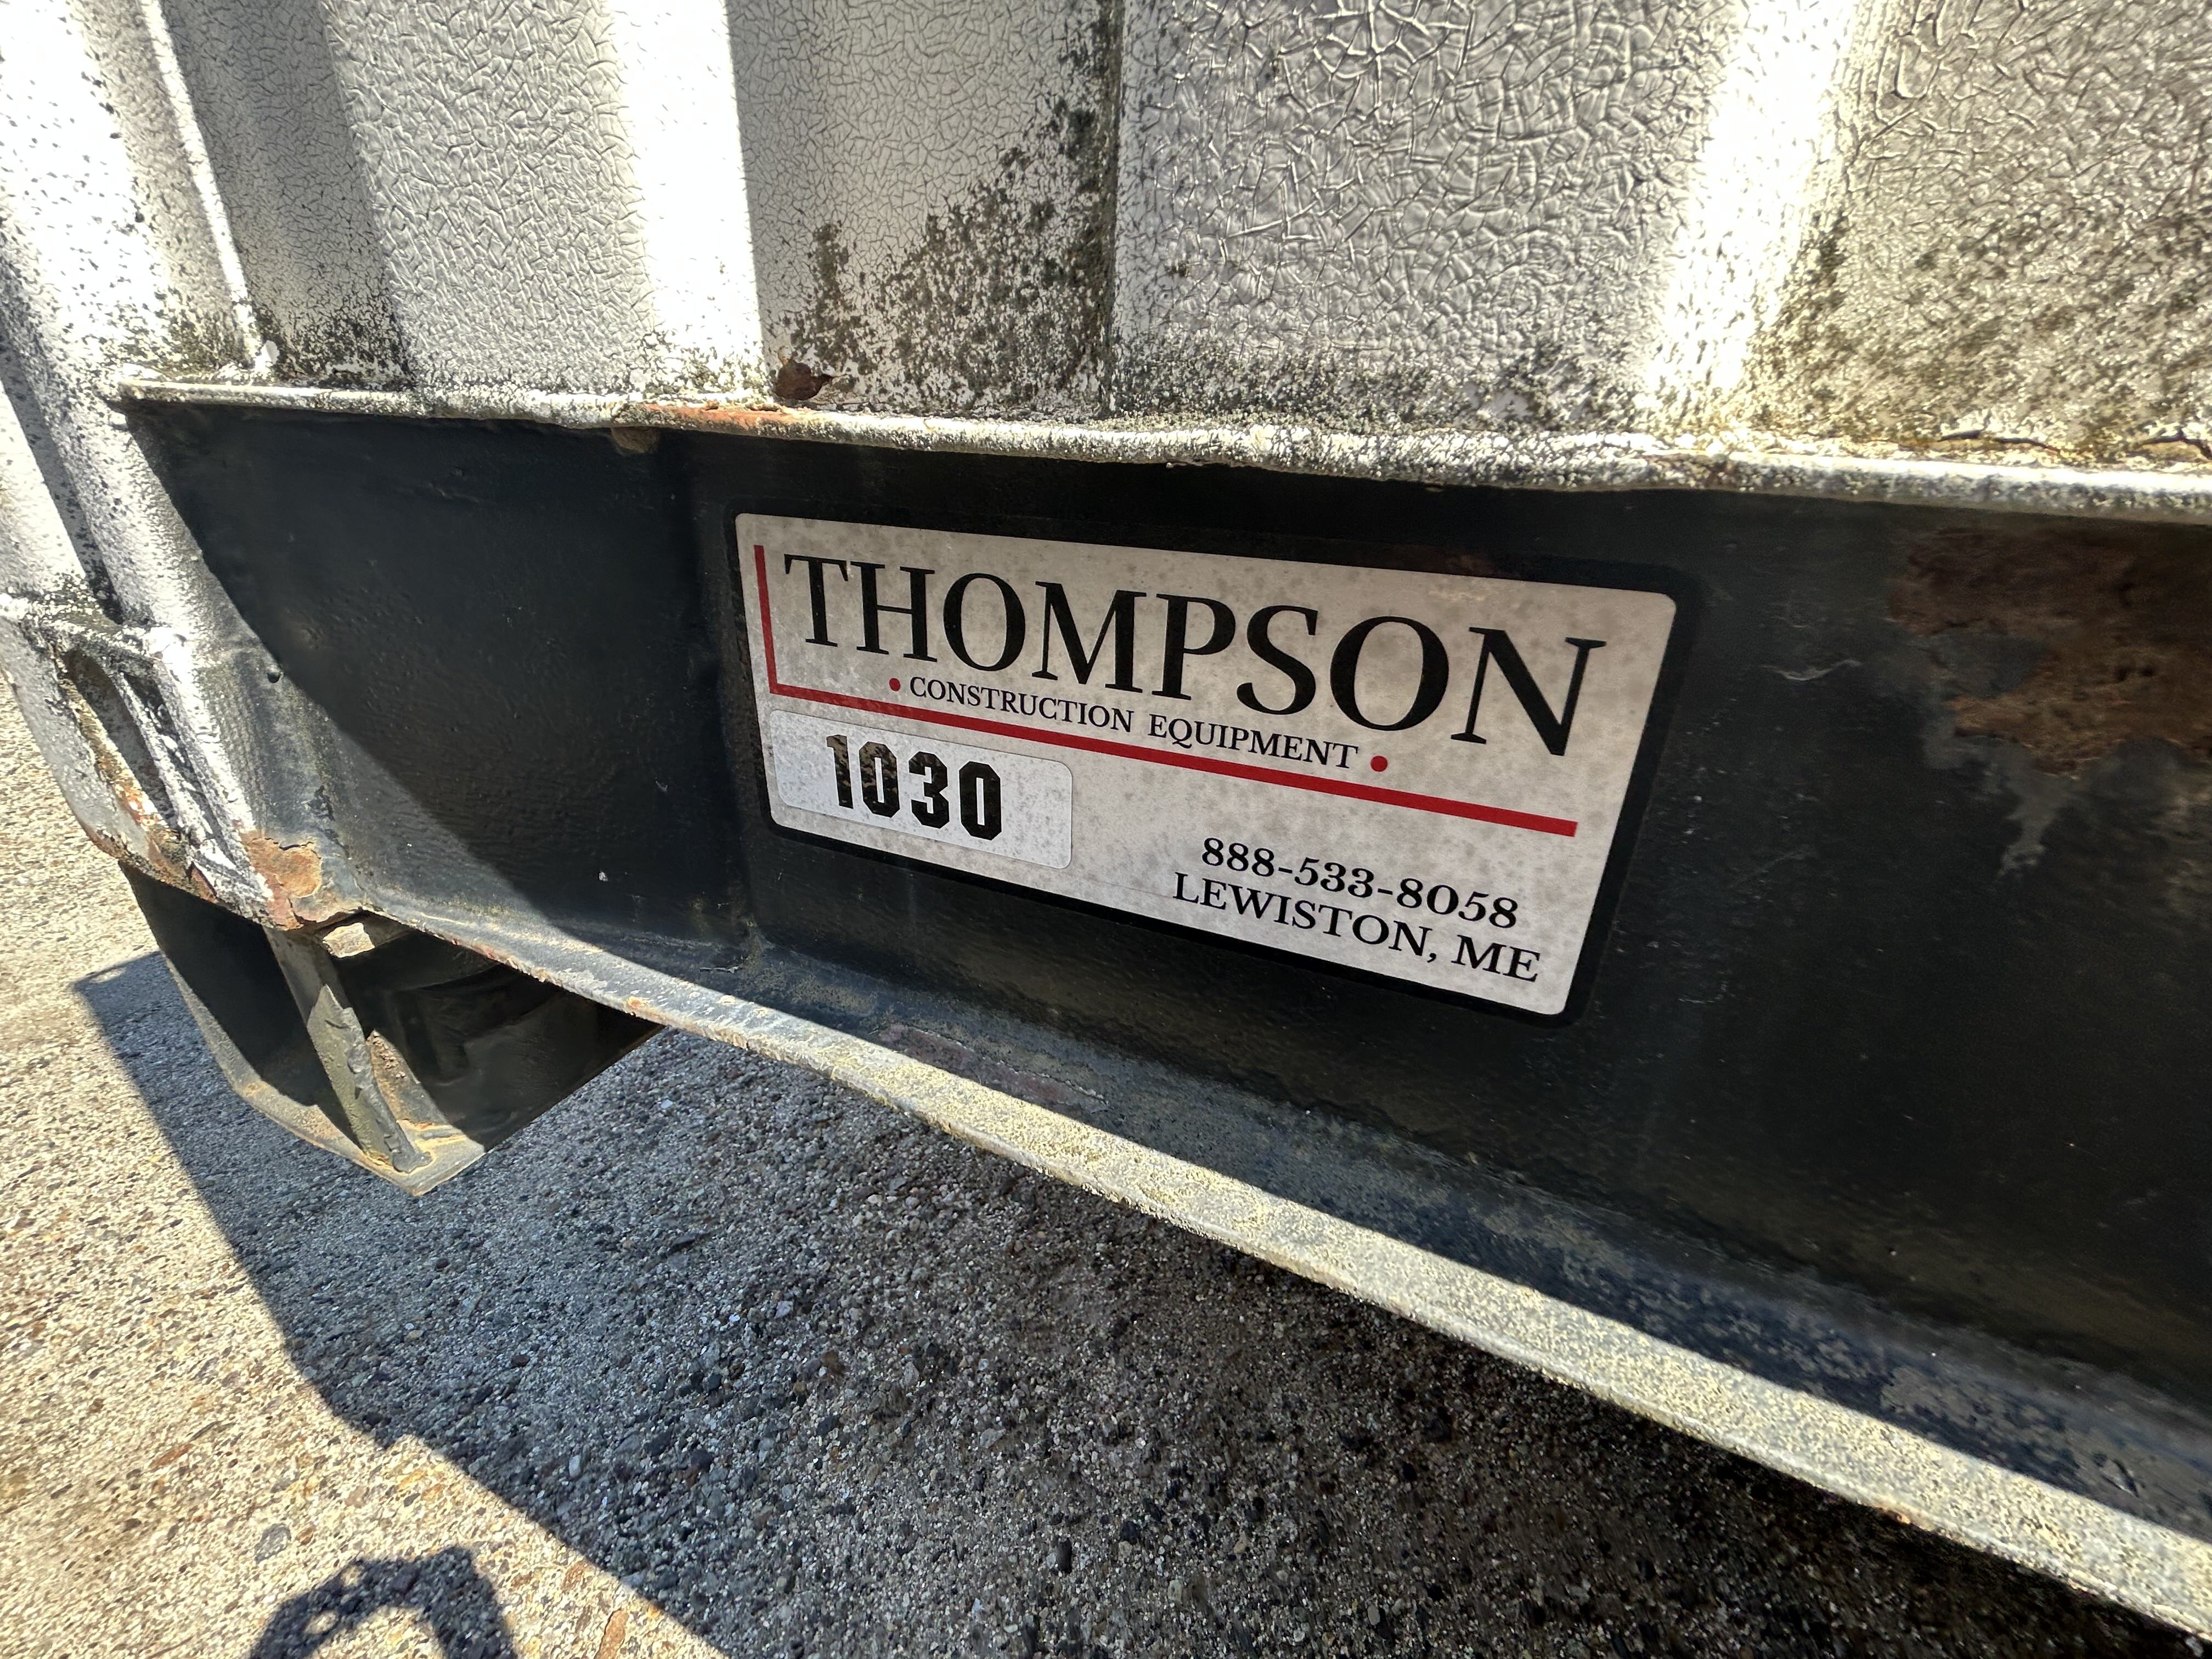 THOMPSON
• CONSTRUCTION EQUIPMENT •
1030
888-533-8058
LEWISTON, ME